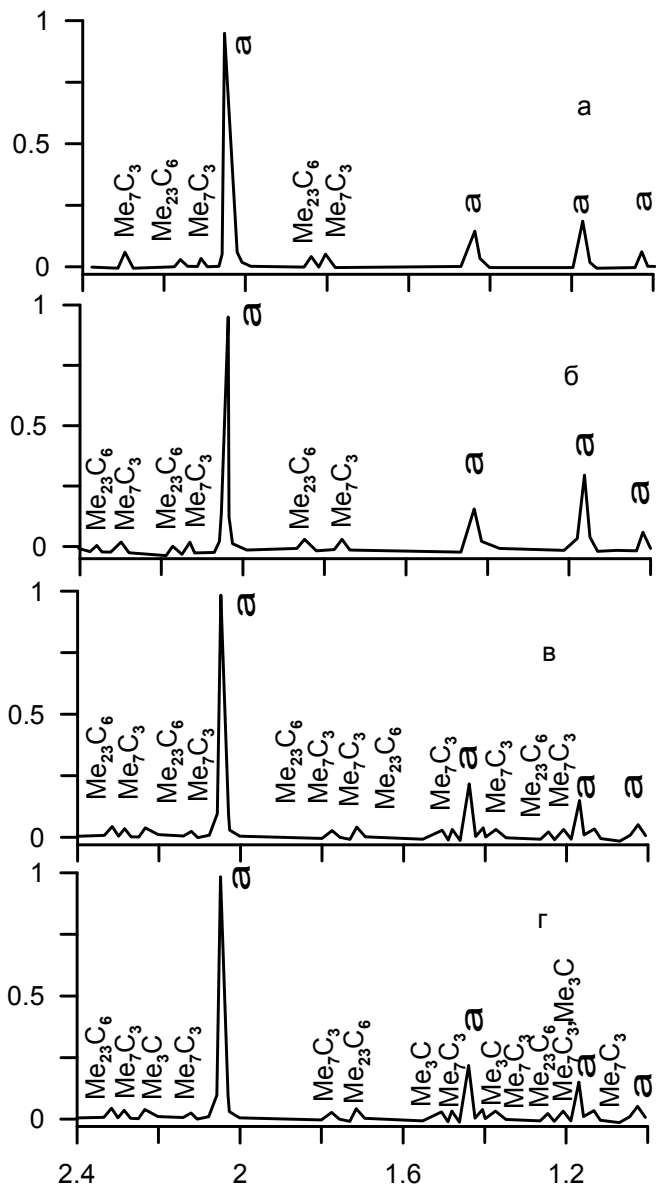 1
a
а
0.5
Me₇C₃
Me₂₃C₆
Me₇C₃
Me₂₃C₆
Me₇C₃
a
a
a
0
1
a
б
0.5
Me₂₃C₆
Me₇C₃
Me₂₃C₆
Me₇C₃
Me₂₃C₆
Me₇C₃
a
a
a
0
1
a
в
0.5
Me₂₃C₆
Me₇C₃
Me₂₃C₆
Me₇C₃
Me₂₃C₆
Me₇C₃
Me₇C₃
Me₂₃C₆
Me₇C₃
a
Me₇C₃
Me₂₃C₆
Me₇C₃
a
a
0
1
a
г
0.5
Me₂₃C₆
Me₇C₃
Me₃C
Me₇C₃
Me₇C₃
Me₂₃C₆
Me₃C
Me₇C₃
a
Me₃C
Me₇C₃
Me₂₃C₆
Me₇C₃,Me₃C
a
Me₇C₃
0
2.4 2 1.6 1.2